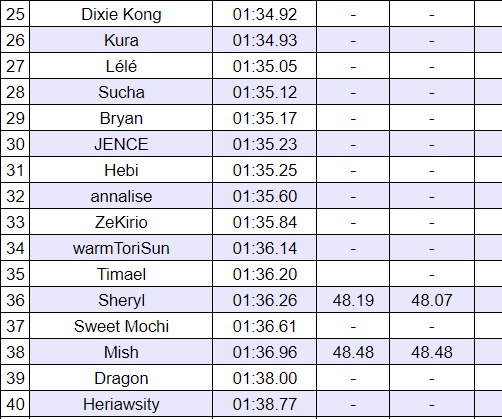 25 Dixie Kong 01:34.92 - -
26 Kura 01:34.93 - -
27 Lélé 01:35.05 - -
28 Sucha 01:35.12 - -
29 Bryan 01:35.17 - -
30 JENCE 01:35.23 - -
31 Hebi 01:35.25 - -
32 annalise 01:35.60 - -
33 ZeKirio 01:35.84 - -
34 warmToriSun 01:36.14 - -
35 Timael 01:36.20 -
36 Sheryl 01:36.26 48.19 48.07
37 Sweet Mochi 01:36.61 - -
38 Mish 01:36.96 48.48 48.48
39 Dragon 01:38.00 - -
40 Heriawsity 01:38.77 - -